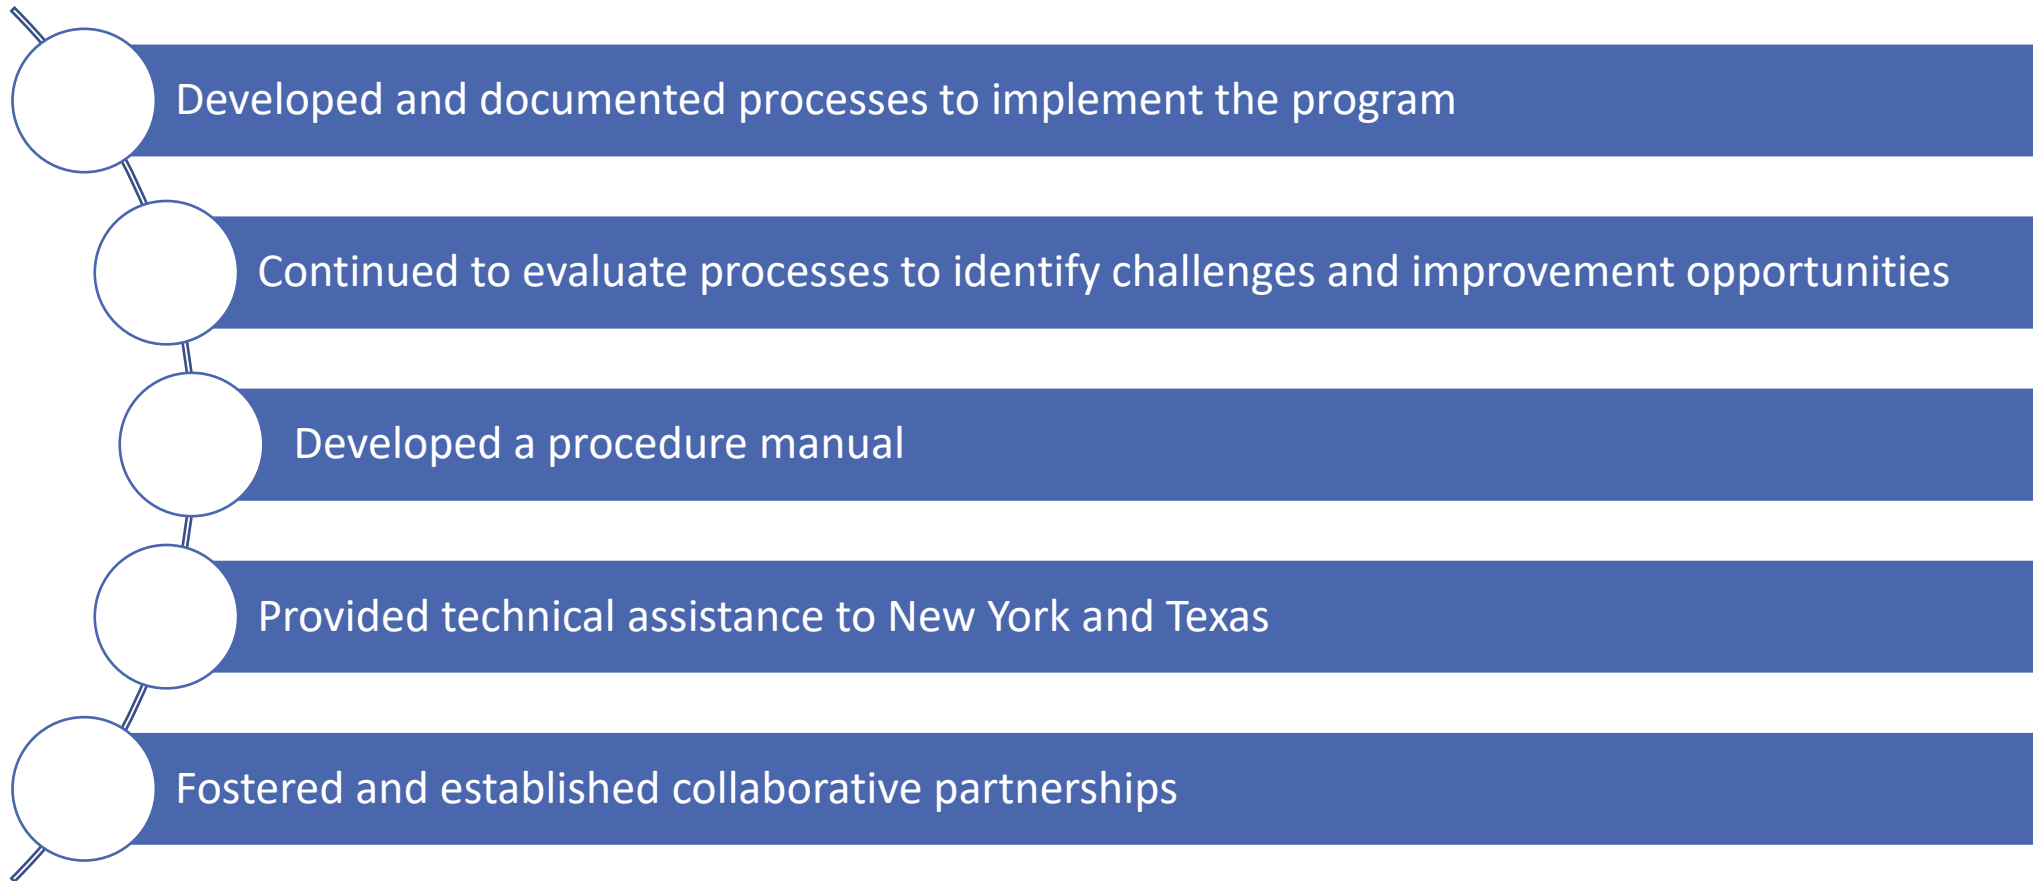 Developed and documented processes to implement the program
Continued to evaluate processes to identify challenges and improvement opportunities
Developed a procedure manual
Provided technical assistance to New York and Texas
Fostered and established collaborative partnerships